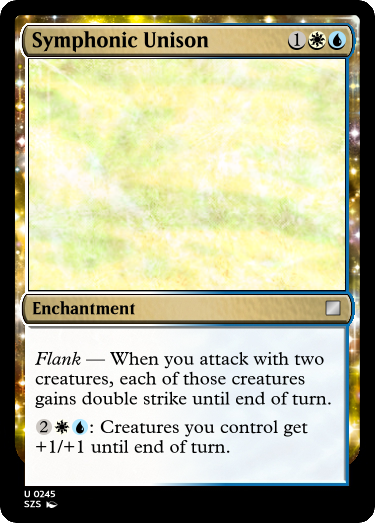 Symphonic Unison 1
Enchantment
Flank — When you attack with two
creatures, each of those creatures
gains double strike until end of turn.
2 : Creatures you control get
+1/+1 until end of turn.
U 0245
SZS